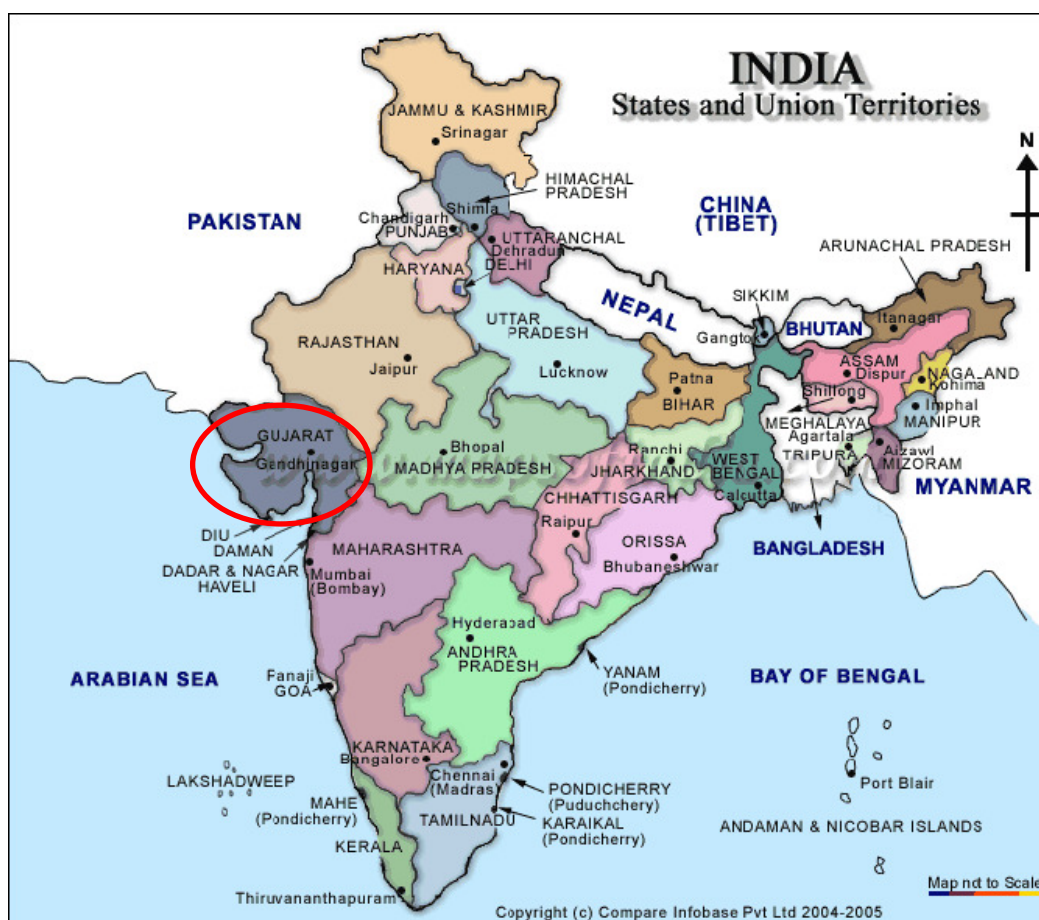 INDIA
States and Union Territories
N
JAMMU & KASHMIR
Srinagar
HIMACHAL
PRADESH
PAKISTAN
CHINA
(TIBET)
Chandigarh
Shimla
PUNJAB
UTTARANCHAL
Dehradun
DELHI
HARYANA
ARUNACHAL PRADESH
SIKKIM
NEPAL
Gangtok
BHUTAN
Itanagar
UTTAR
PRADESH
RAJASTHAN
Jaipur
Lucknow
ASSAM
Dispur
NAGALAND
Kohima
Patna
BIHAR
Shillong
Imphal
MANIPUR
MEGHALAYA
Agartala
TRIPURA
Aizawl
MIZORAM
GUJARAT
Gandhinagar
Bhopal
MADHYA PRADESH
Ranchi
JHARKHAND
WEST
BENGAL
Calcutta
MYANMAR
CHHATTISGARH
Raipur
ORISSA
Bhubaneshwar
BANGLADESH
DIU
DAMAN
DADAR & NAGAR
HAVELI
MAHARASHTRA
Mumbai
(Bombay)
Hyderabad
ANDHRA
PRADESH
YANAM
(Pondicherry)
ARABIAN SEA
BAY OF BENGAL
Fanaji
GOA
KARNATAKA
Bangalore
LAKSHADWEEP
Chennai
(Madras)
PONDICHERRY
(Puduchchery)
Port Blair
MAHE
(Pondicherry)
TAMILNADU
KARAIKAL
(Pondicherry)
ANDAMAN & NICOBAR ISLANDS
KERALA
Thiruvananthapuram
Map not to Scale
Copyright (c) Compare Infobase Pvt Ltd 2004-2005